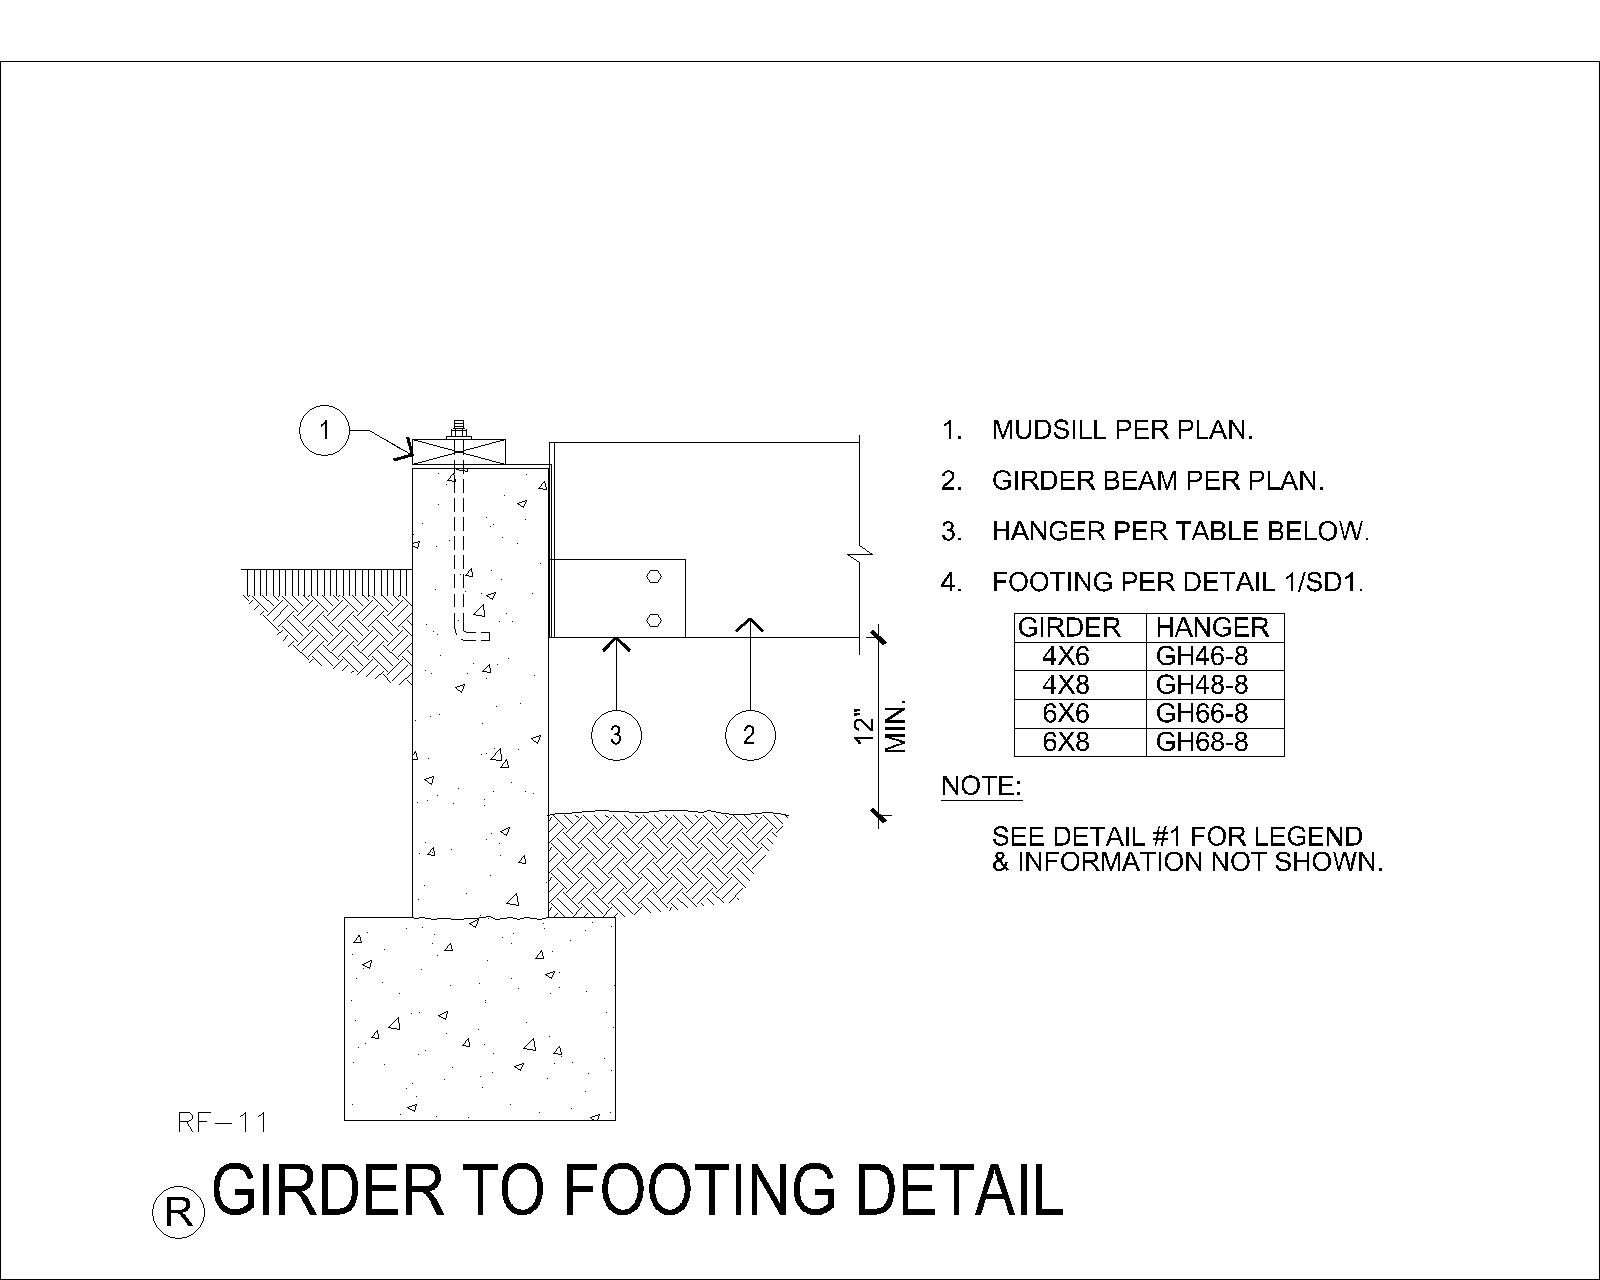 1
1. MUDSILL PER PLAN.
2. GIRDER BEAM PER PLAN.
3. HANGER PER TABLE BELOW.
4. FOOTING PER DETAIL 1/SD1.
GIRDER HANGER
4X6 GH46-8
4X8 GH48-8
6X6 GH66-8
6X8 GH68-8
3
2
12"
MIN.
NOTE:
SEE DETAIL #1 FOR LEGEND
& INFORMATION NOT SHOWN.
RF-11
R GIRDER TO FOOTING DETAIL